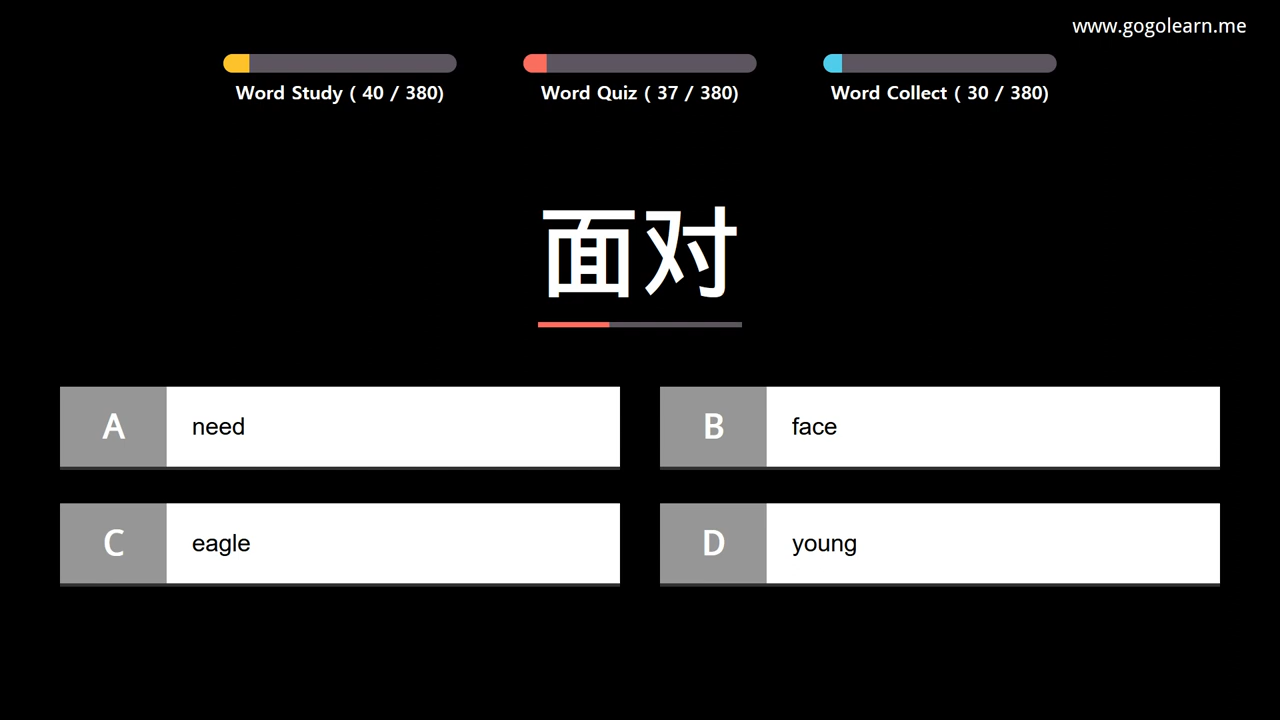 www.gogolearn.me
Word Study ( 40 / 380)
Word Quiz ( 37 / 380)
Word Collect ( 30 / 380)
面对
A need
B face
C eagle
D young